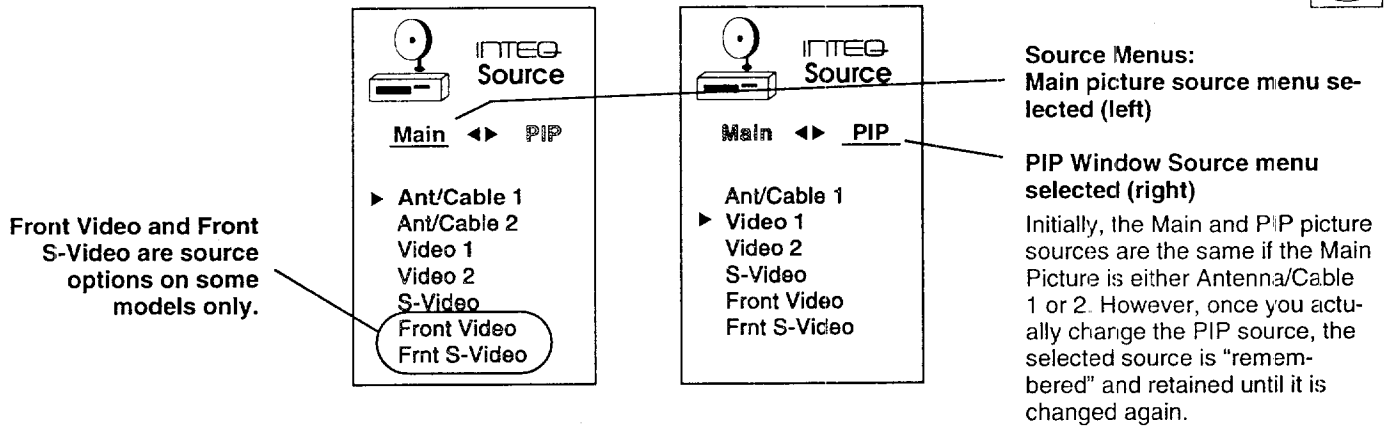 Front Video and Front
S-Video are source
options on some
models only.
INTEQ
Source
Main ◀▶ PIP
▶ Ant/Cable 1
Ant/Cable 2
Video 1
Video 2
S-Video
Front Video
Frnt S-Video
INTEQ
Source
Main ◀▶ PIP
Ant/Cable 1
▶ Video 1
Video 2
S-Video
Front Video
Frnt S-Video
Source Menus:
Main picture source menu se-
lected (left)
PIP Window Source menu
selected (right)
Initially, the Main and PIP picture
sources are the same if the Main
Picture is either Antenna/Cable
1 or 2. However, once you actu-
ally change the PIP source, the
selected source is “remem-
bered” and retained until it is
changed again.